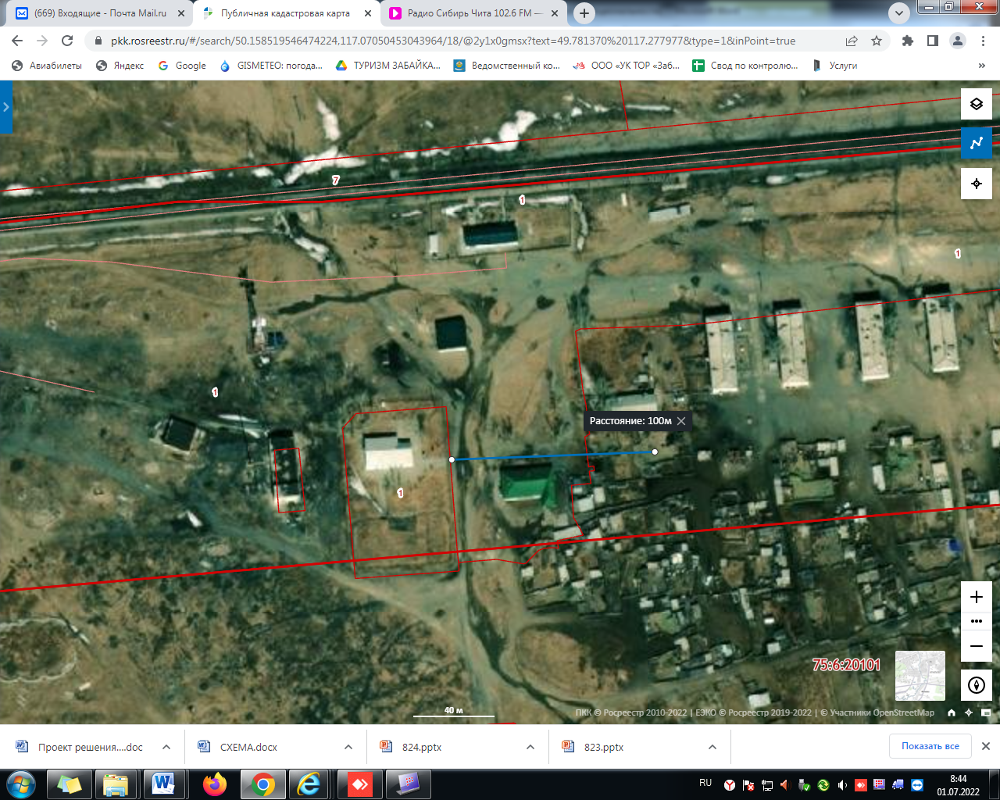 (669) Входящие - Почта Mail.ru
Публичная кадастровая карта
Радио Сибирь Чита 102.6 FM —
pkk.rosreestr.ru/#/search/50.158519546474224,117.07050453043964/18/@2y1x0gmsx?text=49.781370%20117.277977&type=1&inPoint=true
Авиабилеты
Яндекс
Google
GISMETEO: погода...
ТУРИЗМ ЗАБАЙКА...
Ведомственный ко...
ООО «УК ТОР «Заб...
Свод по контролю...
Услуги
»
7
1
1
1
Расстояние: 100м
1
75:6:20101
40 м
ПКК © Росреестр 2010-2022 | ЕЭКО © Росреестр 2019-2022 | © Участники OpenStreetMap
Проект решения....doc
СХЕМА.docx
824.pptx
823.pptx
Показать все
RU
8:44
01.07.2022